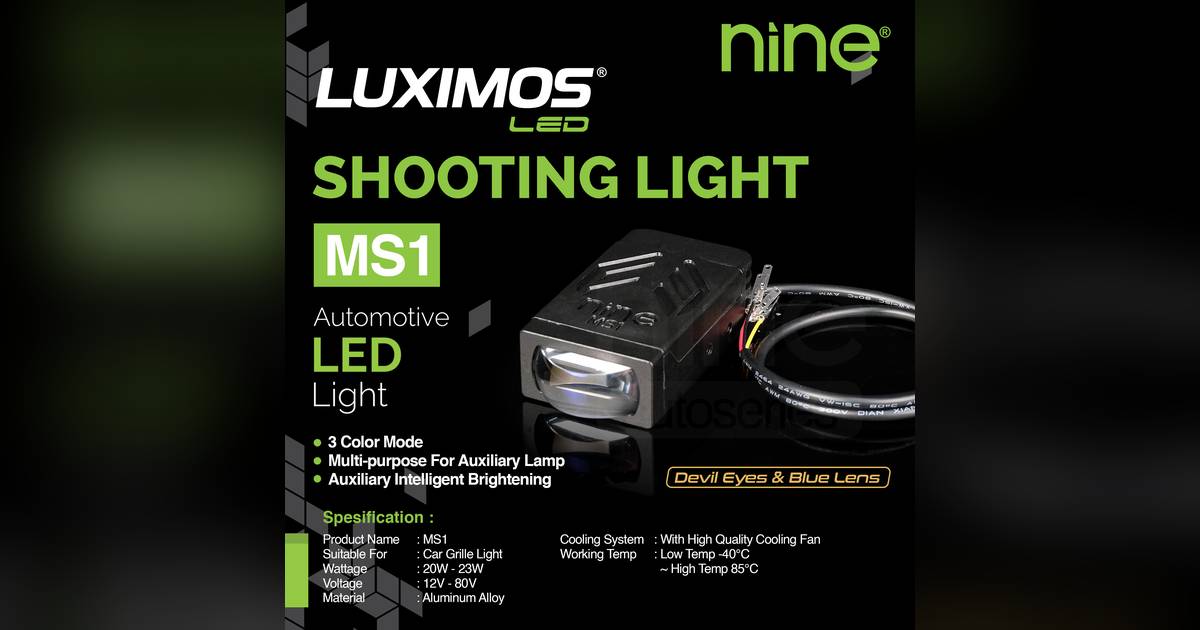 nine®
LUXIMOS®
LED
SHOOTING LIGHT
MS1
Automotive
LED
Light
nine
MS1
autoseries
• 3 Color Mode
• Multi-purpose For Auxiliary Lamp
• Auxiliary Intelligent Brightening
Devil Eyes & Blue Lens
Spesification :
Product Name : MS1
Suitable For : Car Grille Light
Wattage : 20W - 23W
Voltage : 12V - 80V
Material : Aluminum Alloy
Cooling System : With High Quality Cooling Fan
Working Temp : Low Temp -40°C
~ High Temp 85°C